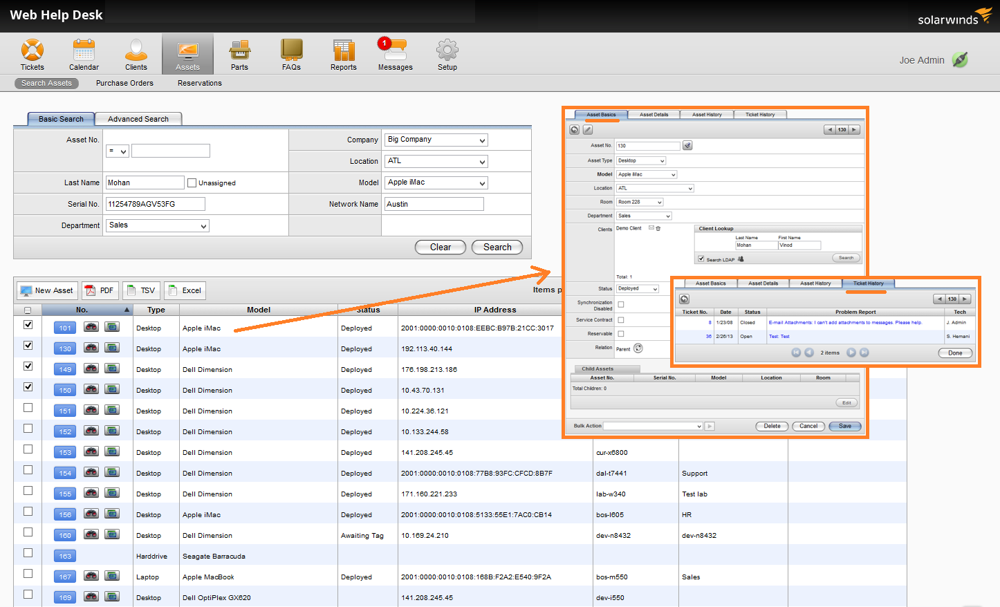 Web Help Desk
solarwinds
Tickets
Calendar
Clients
Assets
Parts
FAQs
Reports
1
Messages
Setup
Joe Admin
Search Assets
Purchase Orders
Reservations
Basic Search
Advanced Search
Asset No.
=
Company
Big Company
Location
ATL
Last Name
Mohan
Unassigned
Model
Apple iMac
Serial No.
11254789AGV53FG
Network Name
Austin
Department
Sales
Clear
Search
New Asset
PDF
TSV
Excel
Items p
No. Type Model Status IP Address
101 Desktop Apple iMac Deployed 2001:0000:0010:0108:EEBC:B97B:21CC:3017
130 Desktop Apple iMac Deployed 192.113.40.144
149 Desktop Dell Dimension Deployed 176.198.213.186
150 Desktop Dell Dimension Deployed 10.43.70.131
151 Desktop Dell Dimension Deployed 10.224.36.121
152 Desktop Dell Dimension Deployed 10.133.244.58
153 Desktop Dell Dimension Deployed 141.208.245.45 cur-x6800
154 Desktop Dell Dimension Deployed 2001:0000:0010:0108:77B8:93FC:CFCD:8B7F dal-t7441 Support
155 Desktop Dell Dimension Deployed 171.160.221.233 lab-w340 Test lab
156 Desktop Apple iMac Deployed 2001:0000:0010:0108:5133:55E1:7AC0:CB14 bos-l605 HR
160 Desktop Dell Dimension Awaiting Tag 10.169.24.210 dev-n8432 dev-n8432
163 Harddrive Seagate Barracuda
167 Laptop Apple MacBook Deployed 2001:0000:0010:0108:168B:F2A2:E540:9F2A bos-m550 Sales
169 Desktop Dell OptiPlex GX620 141.208.245.45 dev-i550
Asset Basics
Asset Details
Asset History
Ticket History
130
Asset No. 130
Asset Type Desktop
Model Apple iMac
Location ATL
Room Room 228
Department Sales
Clients Demo Client
Client Lookup
Last Name First Name
Mohan Vinod
Search LDAP
Search
Total: 1
Status Deployed
Synchronization
Disabled
Service Contract
Reservable
Relation Parent
Child Assets
Asset No. Serial No. Model Location Room
Total Children: 0
Edit
Bulk Action
Delete
Cancel
Save
Asset Basics
Asset Details
Asset History
Ticket History
130
Ticket No. Date Status Problem Report Tech
8 1/23/08 Closed E-mail Attachments: I can't add attachments to messages. Please help. J. Admin
36 2/26/13 Open Test: Test S. Hemani
2 items
Done